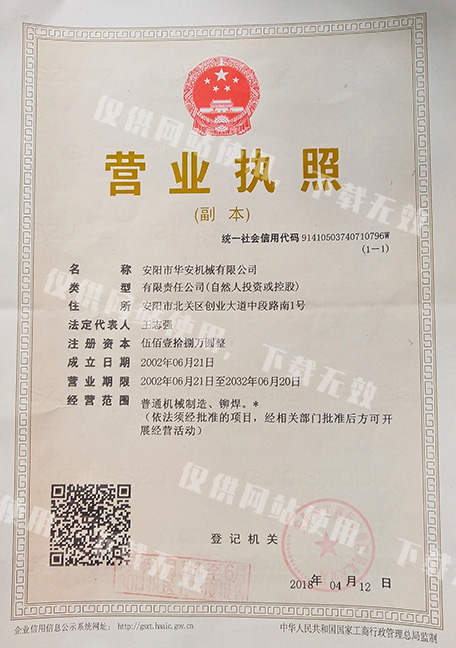 营业执照
(副 本)
统一社会信用代码 91410503740710796W
(1-1)
名 称 安阳市华安机械有限公司
类 型 有限责任公司(自然人投资或控股)
住 所 安阳市北关区创业大道中段路南1号
法定代表人 王志强
注册资本 伍佰壹拾捌万圆整
成立日期 2002年06月21日
营业期限 2002年06月21日至2032年06月20日
经营范围 普通机械制造、铆焊。*
(依法须经批准的项目,经相关部门批准后方可开
展经营活动)
仅供网站使用,下载无效
登记机关
2018年 04月 12日
企业信用信息公示系统网址: http://gsxt.haaic.gov.cn
中华人民共和国国家工商行政管理总局监制